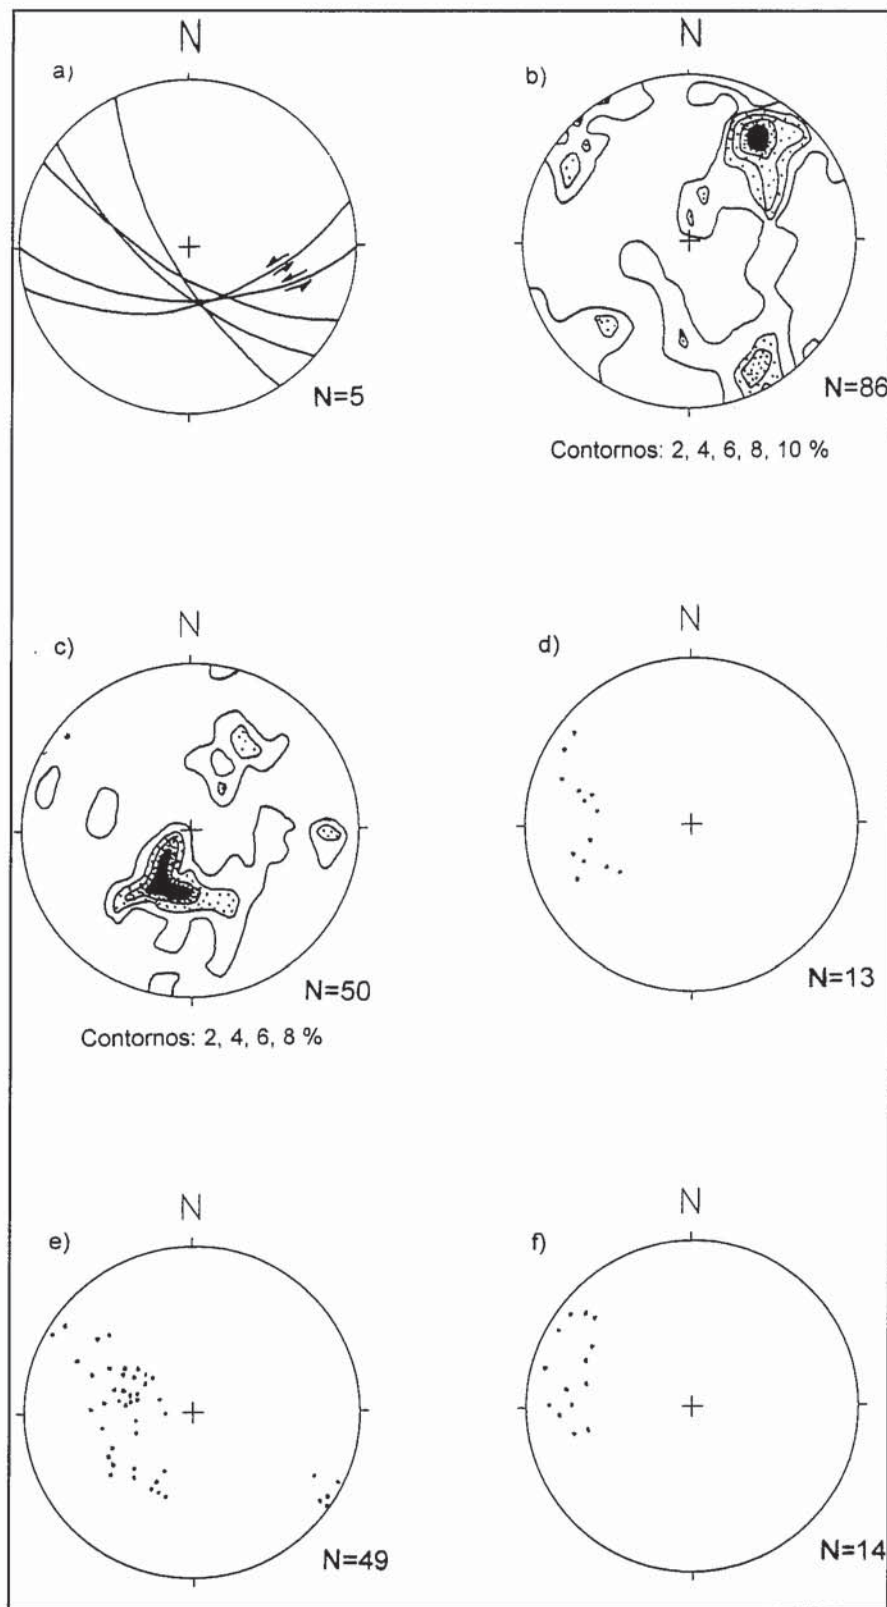 N
a)
N=5
N
b)
N=86
Contornos: 2, 4, 6, 8, 10 %
N
c)
N=50
Contornos: 2, 4, 6, 8 %
N
d)
N=13
N
e)
N=49
N
f)
N=14